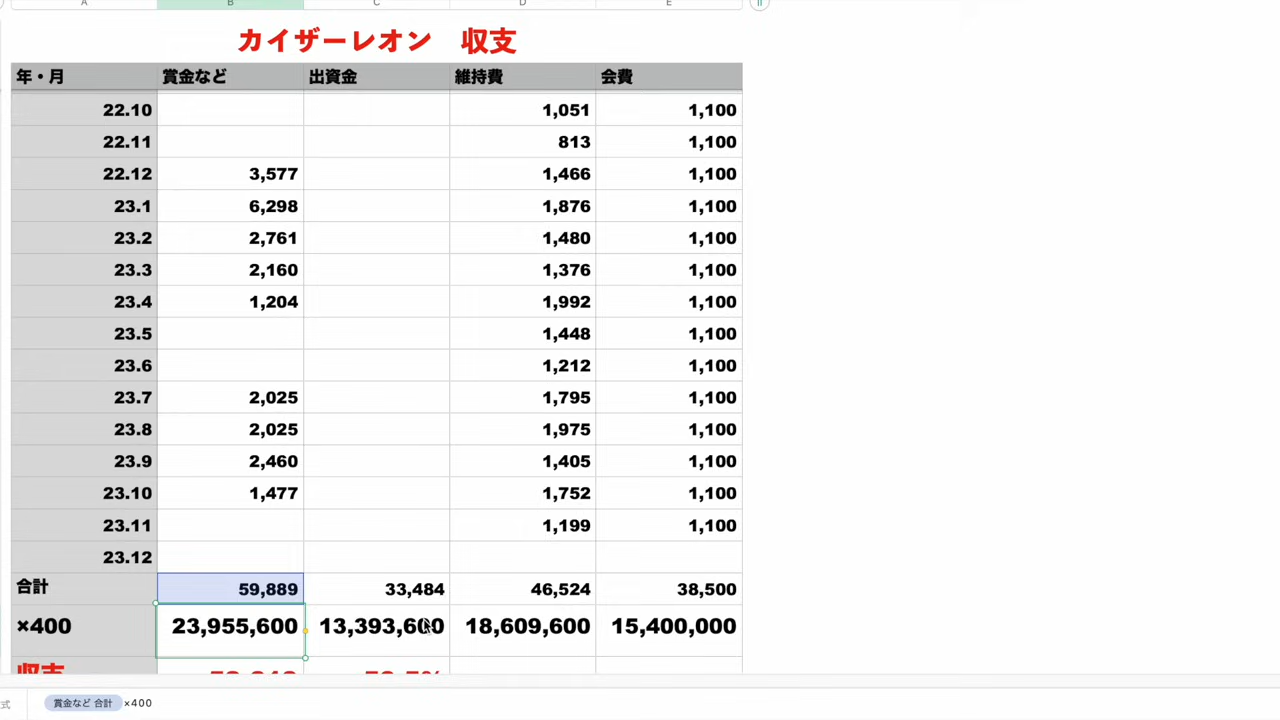 A B C D E
カイザーレオン 収支
年・月 賞金など 出資金 維持費 会費
22.10 1,051 1,100
22.11 813 1,100
22.12 3,577 1,466 1,100
23.1 6,298 1,876 1,100
23.2 2,761 1,480 1,100
23.3 2,160 1,376 1,100
23.4 1,204 1,992 1,100
23.5 1,448 1,100
23.6 1,212 1,100
23.7 2,025 1,795 1,100
23.8 2,025 1,975 1,100
23.9 2,460 1,405 1,100
23.10 1,477 1,752 1,100
23.11 1,199 1,100
23.12
合計 59,889 33,484 46,524 38,500
×400 23,955,600 13,393,600 18,609,600 15,400,000
収支
式 賞金など 合計 ×400